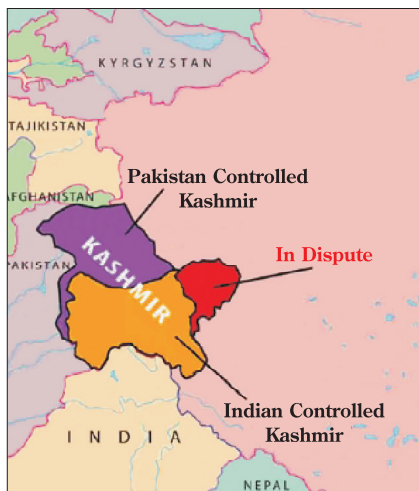 KYRGYZSTAN
TAJIKISTAN
Pakistan Controlled
Kashmir
AFGHANISTAN
KASHMIR
In Dispute
PAKISTAN
Indian Controlled
Kashmir
INDIA
NEPAL